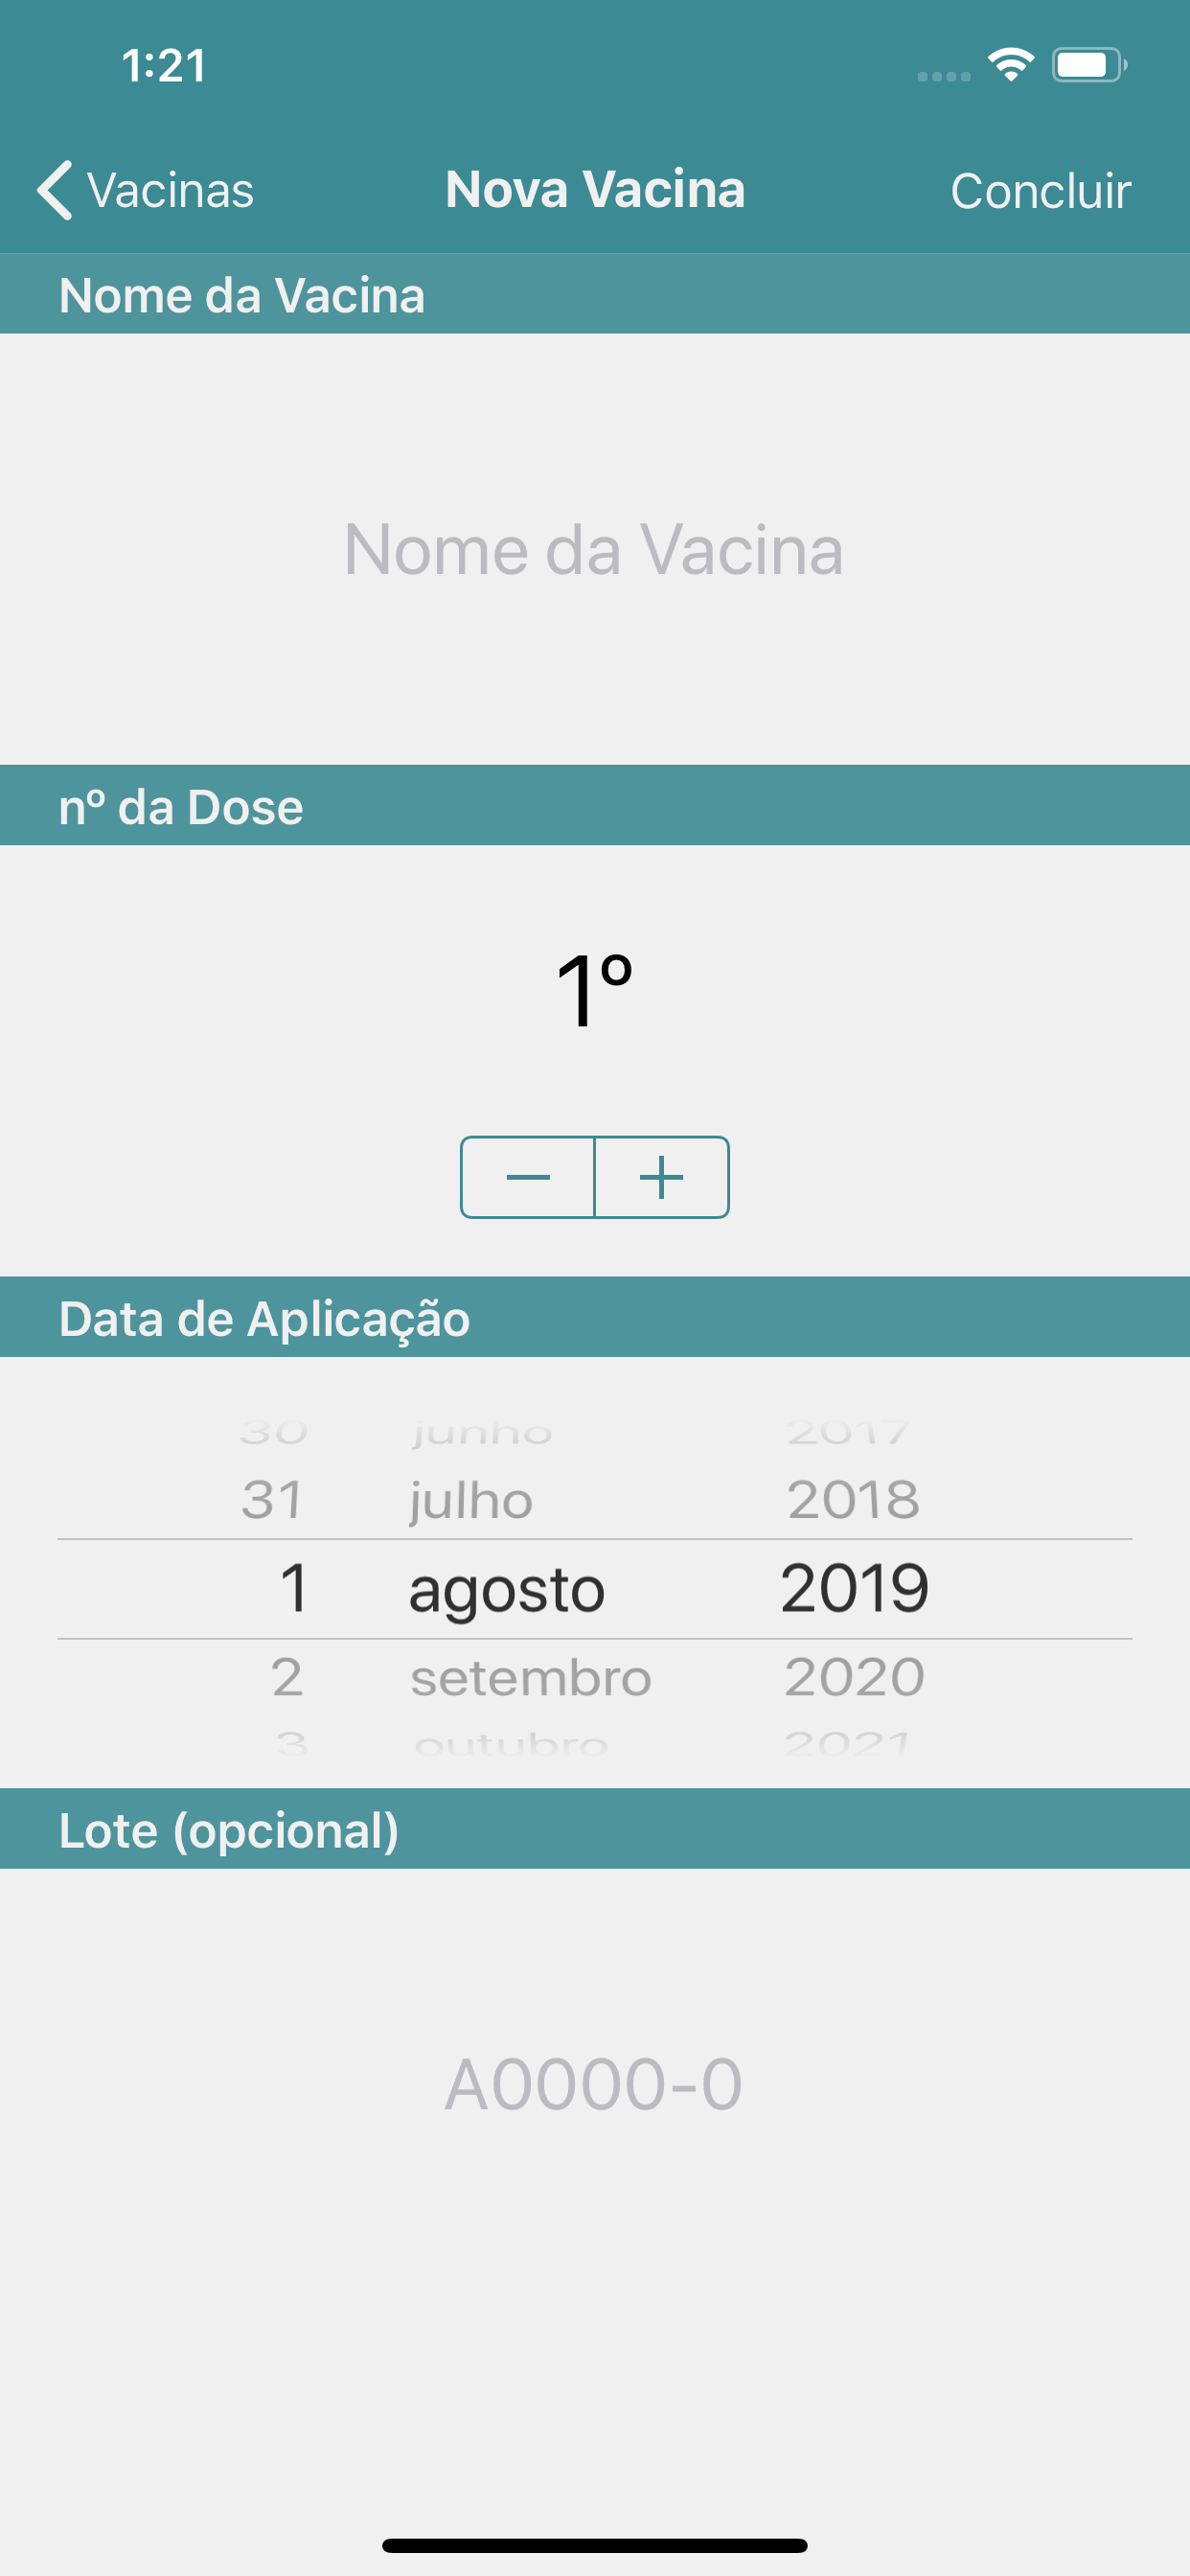 1:21
Vacinas Nova Vacina Concluir
Nome da Vacina
Nome da Vacina
nº da Dose
1º
Data de Aplicação
30 junho 2017
31 julho 2018
1 agosto 2019
2 setembro 2020
3 outubro 2021
Lote (opcional)
A0000-0